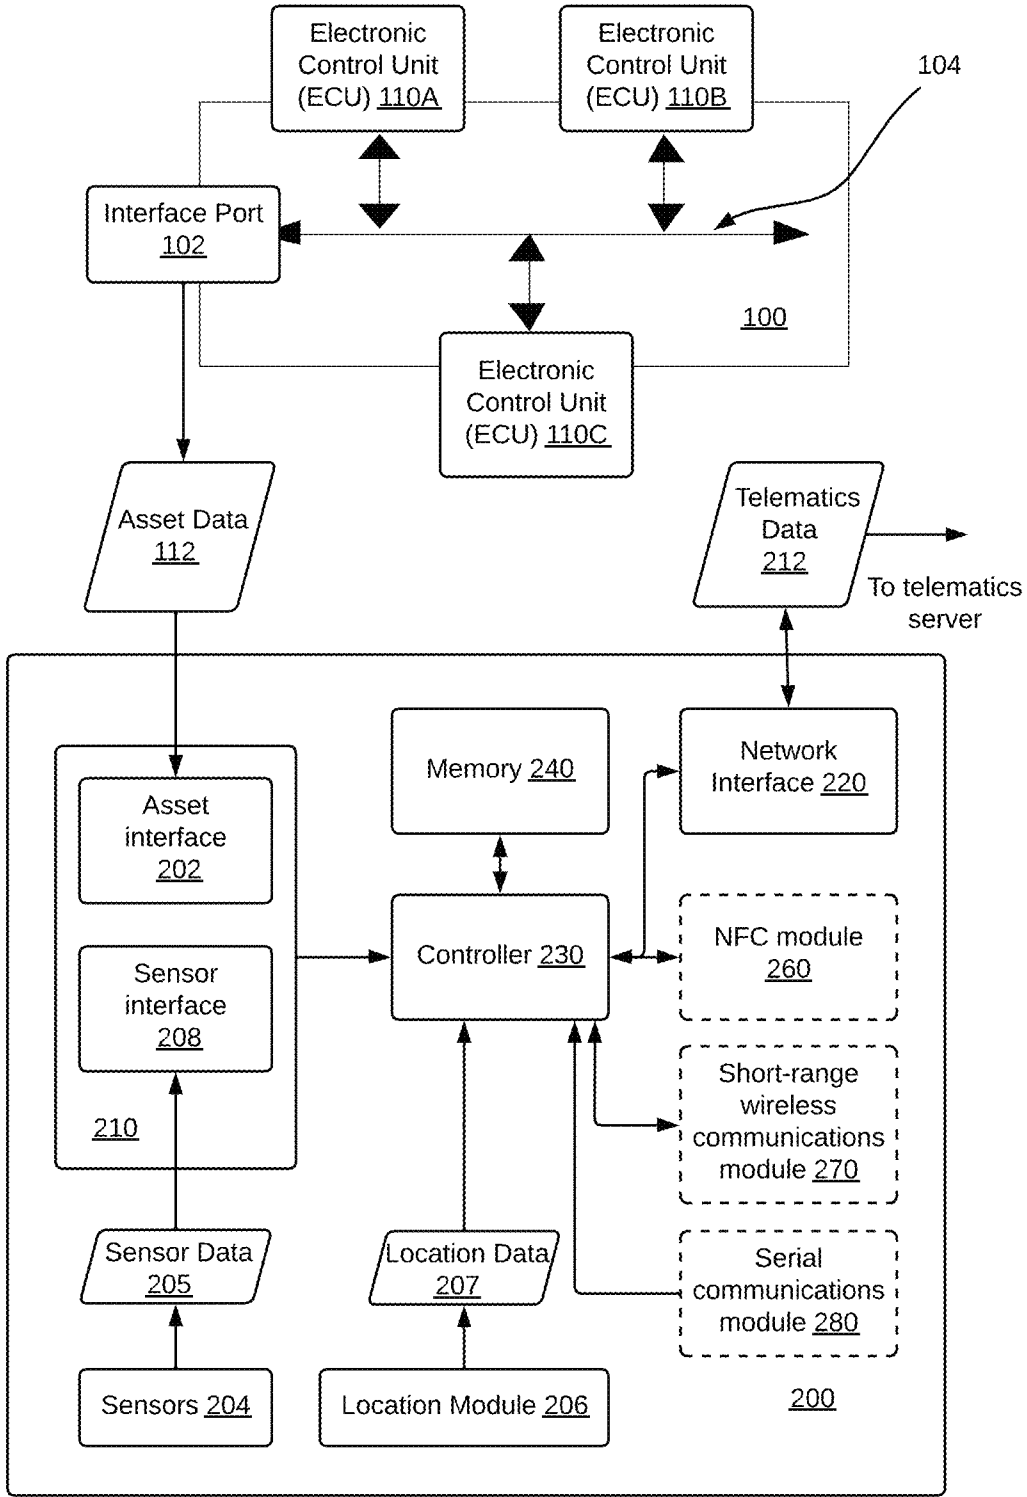 Electronic
Control Unit
(ECU) 110A
Electronic
Control Unit
(ECU) 110B
104
Interface Port
102
100
Electronic
Control Unit
(ECU) 110C
Asset Data
112
Telematics
Data
212
To telematics
server
Asset
interface
202
Memory 240
Network
Interface 220
Sensor
interface
208
Controller 230
NFC module
260
210
Short-range
wireless
communications
module 270
Sensor Data
205
Location Data
207
Serial
communications
module 280
Sensors 204
Location Module 206
200